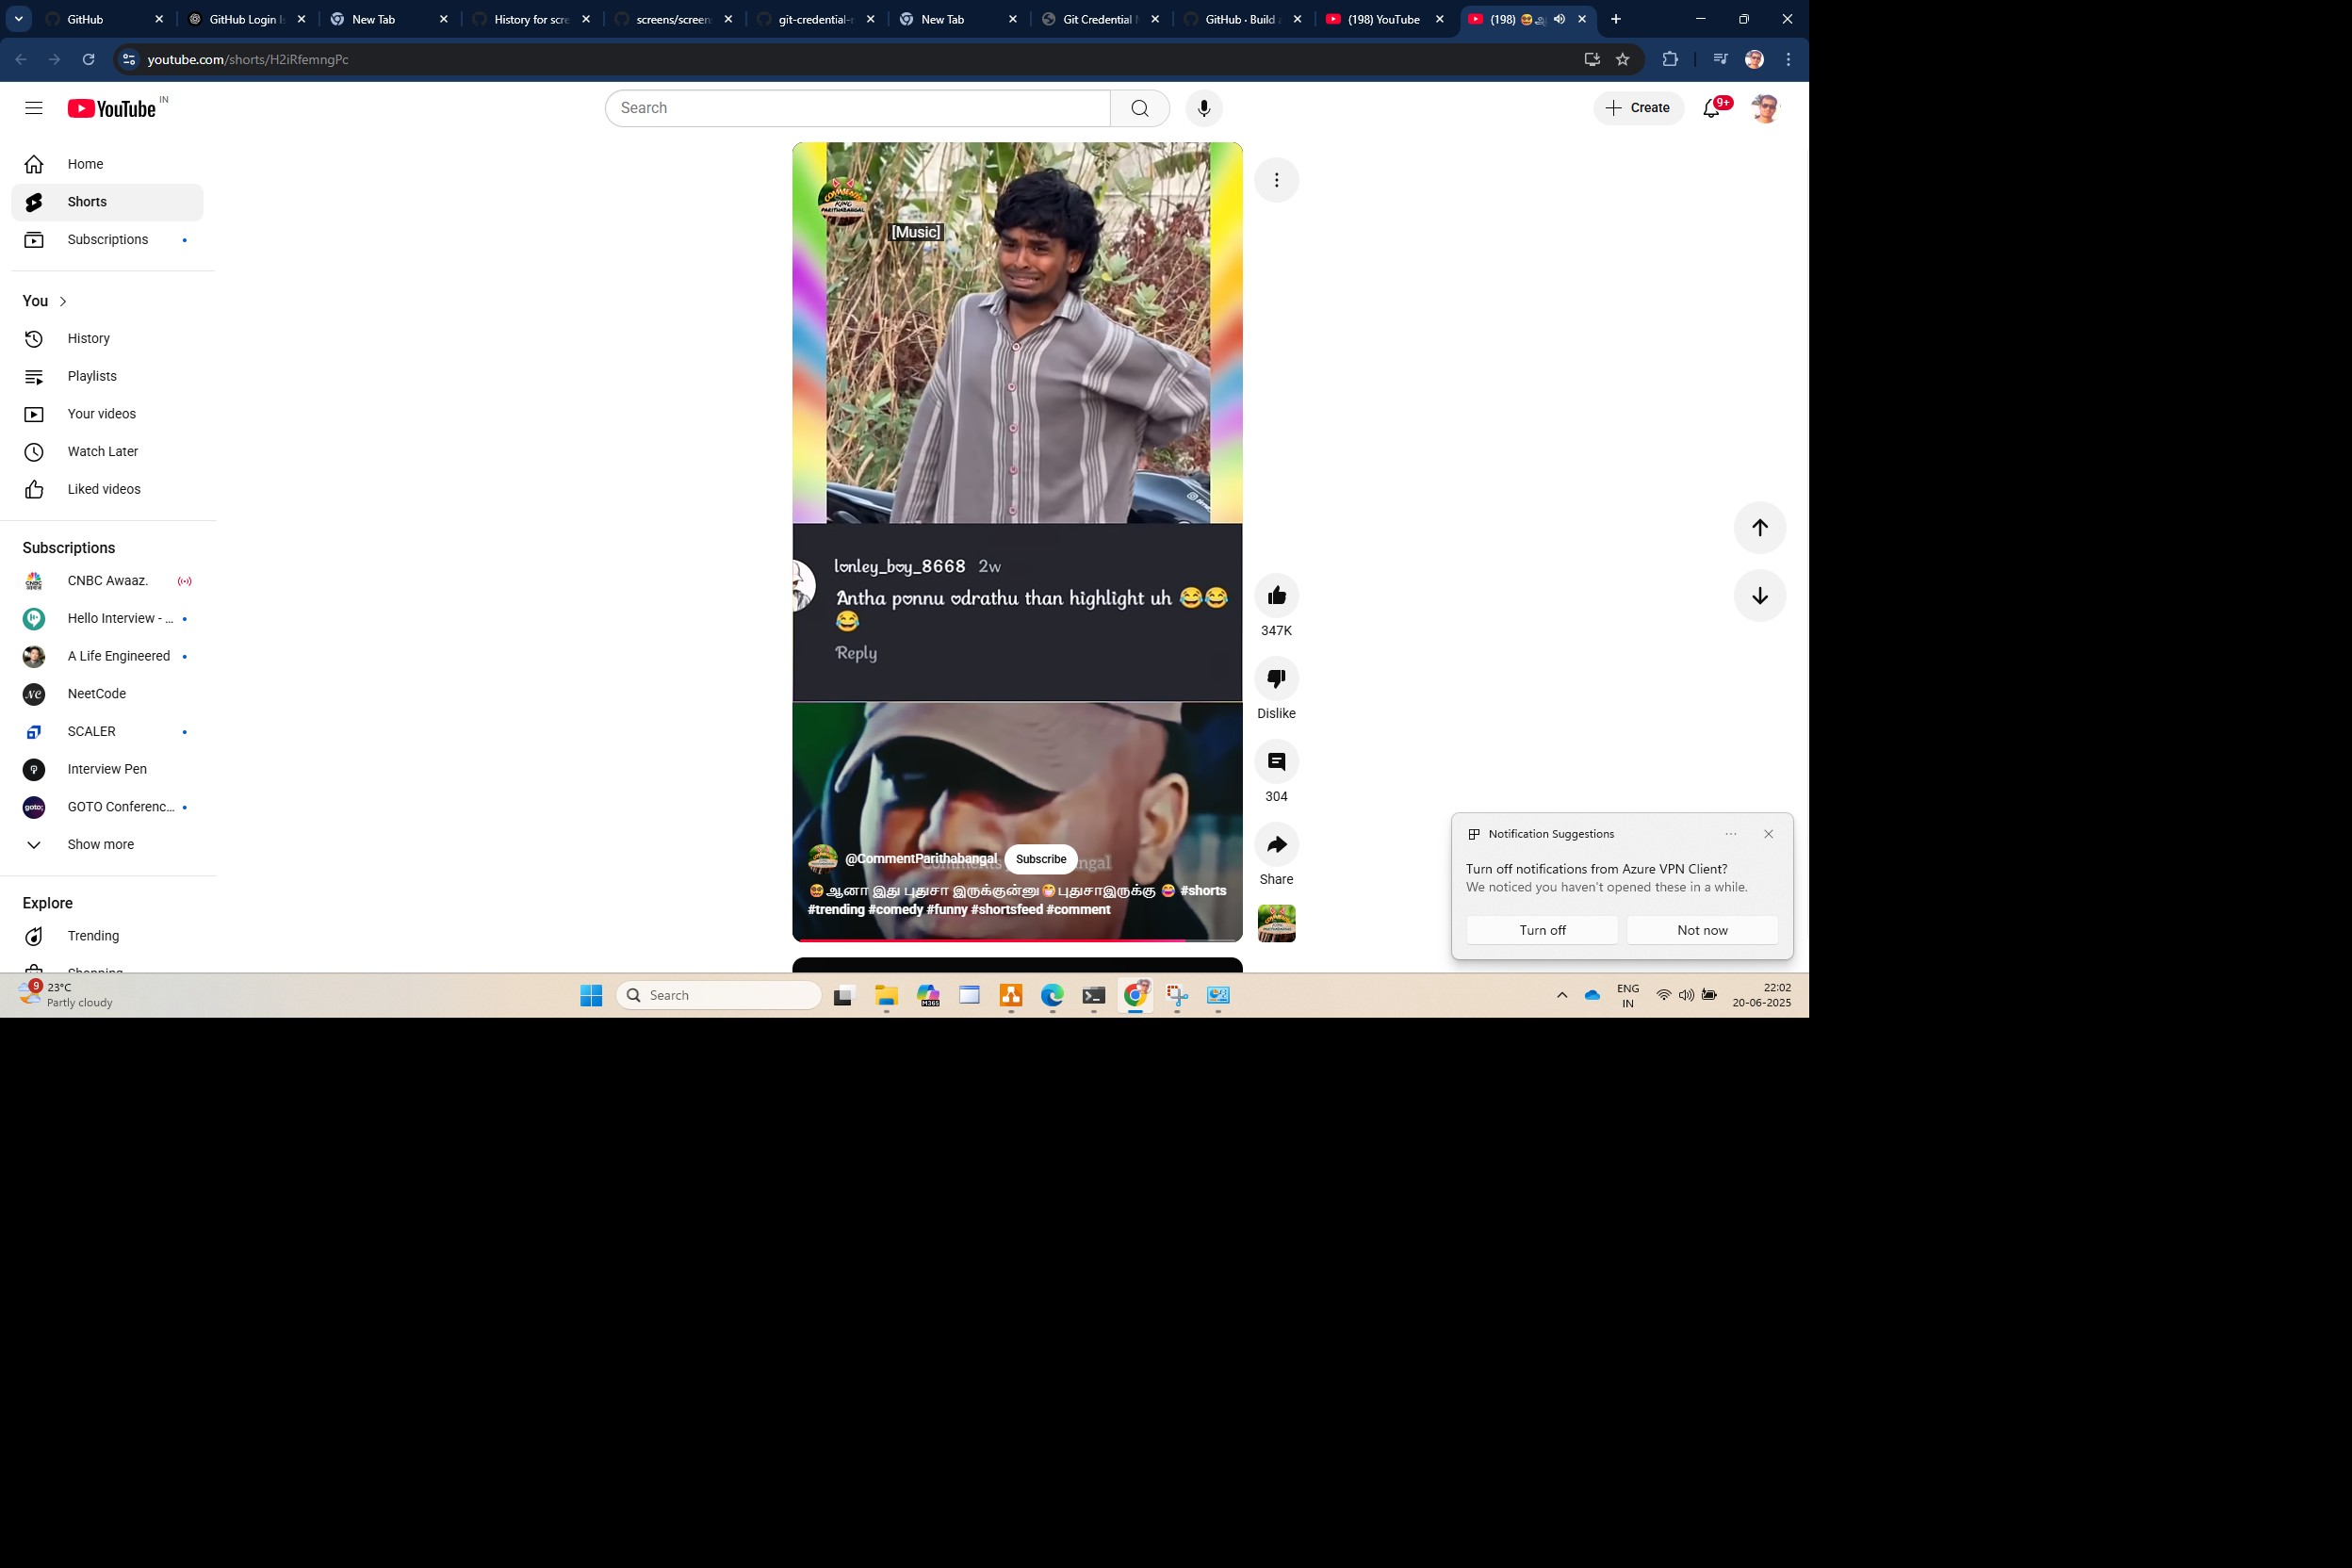 GitHub
GitHub Login Is
New Tab
History for scre
screens/screen
git-credential-
New Tab
Git Credential
GitHub · Build
(198) YouTube
(198) 😎
youtube.com/shorts/H2iRfemngPc
YouTube IN
Search
Create
9+
Home
Shorts
Subscriptions
You
History
Playlists
Your videos
Watch Later
Liked videos
Subscriptions
CNBC Awaaz.
Hello Interview - ...
A Life Engineered
NeetCode
SCALER
Interview Pen
GOTO Conferenc...
Show more
Explore
Trending
Shopping
[Music]
lonley_boy_8668 2w
Antha ponnu odrathu than highlight uh 😂😂
😂
Reply
@CommentParithabangal Subscribe
😎ஆனா இது புதுசா இருக்குன்னு😁புதுசாஇருக்கு 😂 #shorts
#trending #comedy #funny #shortsfeed #comment
347K
Dislike
304
Share
Notification Suggestions
Turn off notifications from Azure VPN Client?
We noticed you haven't opened these in a while.
Turn off
Not now
9
23°C
Partly cloudy
Search
M365
ENG
IN
22:02
20-06-2025